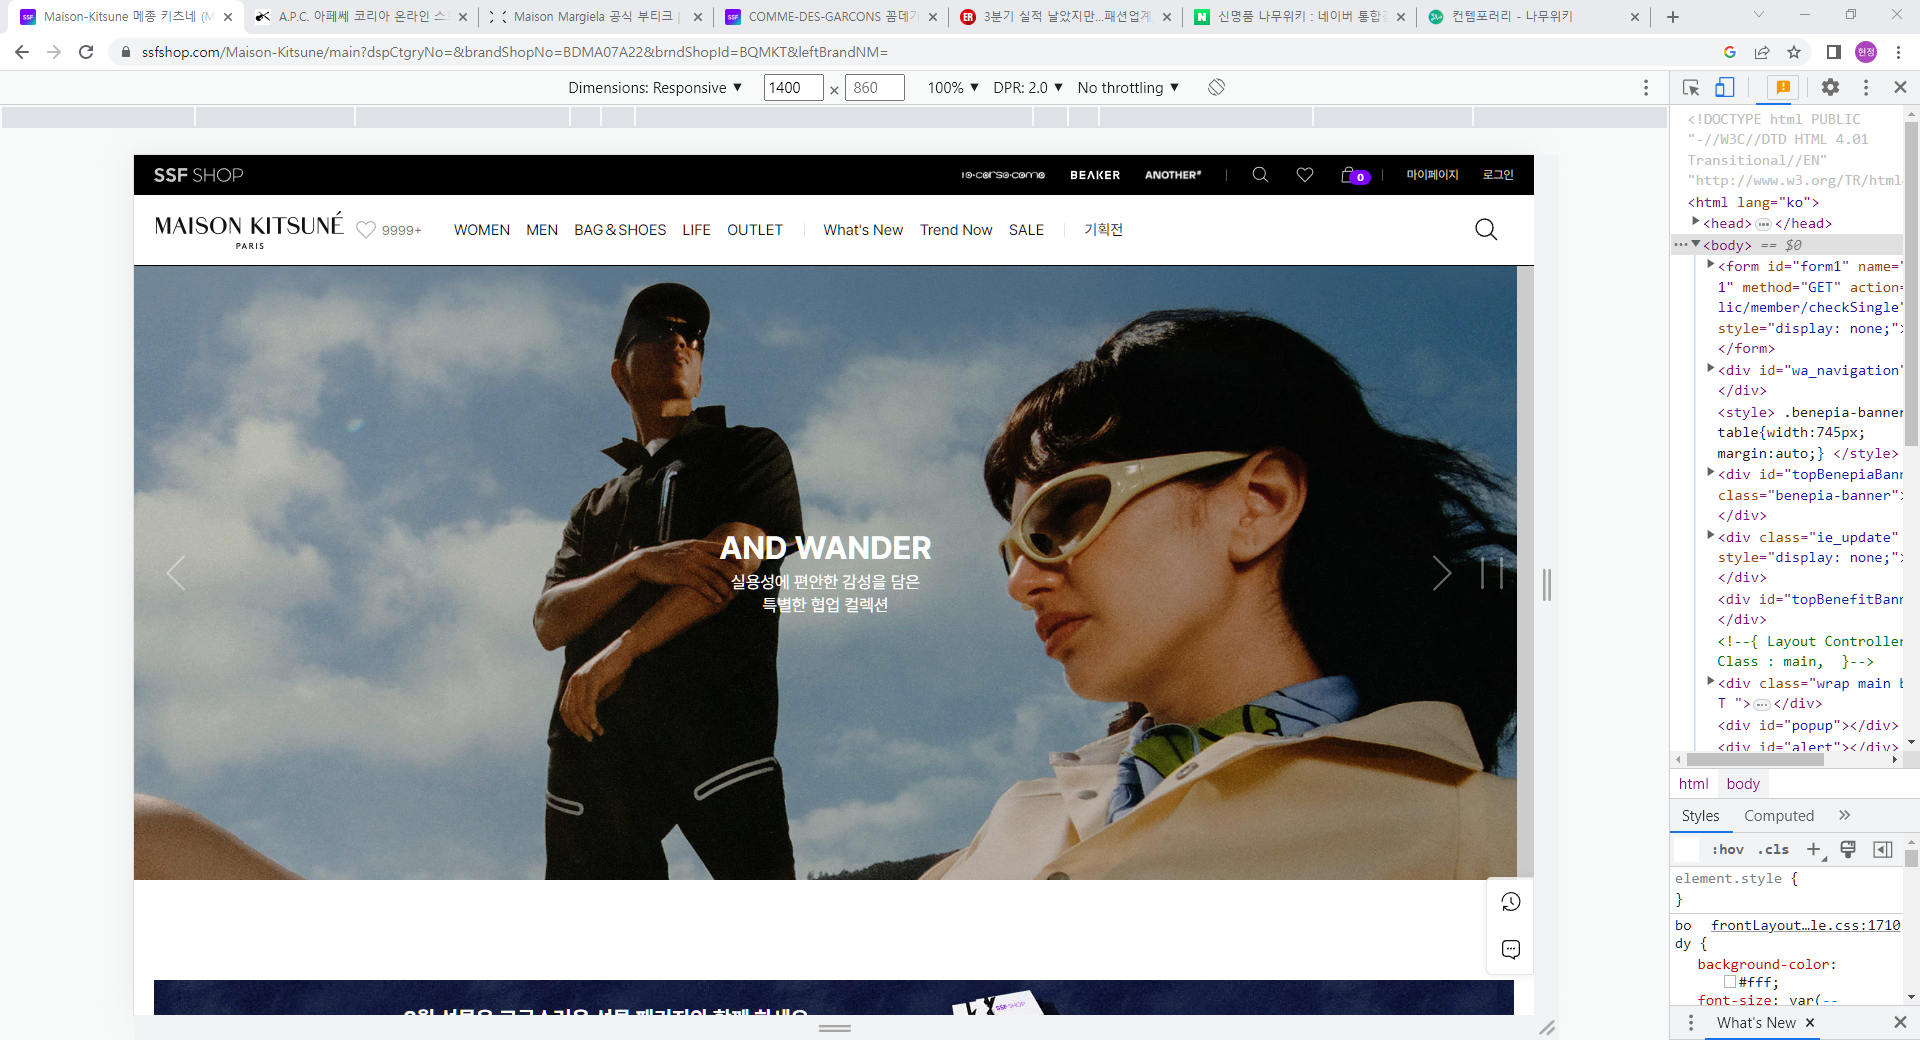 Maison-Kitsune 메종 키츠네 (M
A.P.C. 아페쎄 코리아 온라인 스
Maison Margiela 공식 부티크 |
COMME-DES-GARCONS 꼼데가
3분기 실적 날았지만...패션업계
신명품 나무위키 : 네이버 통합검
컨템포러리 - 나무위키
ssfshop.com/Maison-Kitsune/main?dspCtgryNo=&brandShopNo=BDMA07A22&brndShopId=BQMKT&leftBrandNM=
현정
Dimensions: Responsive ▼ 1400 × 860 100% ▼ DPR: 2.0 ▼ No throttling ▼
SSF SHOP
10·corso·como BEAKER ANOTHER# 0 마이페이지 로그인
MAISON KITSUNÉ
PARIS
9999+
WOMEN MEN BAG&SHOES LIFE OUTLET What's New Trend Now SALE 기획전
AND WANDER
실용성에 편안한 감성을 담은
특별한 협업 컬렉션
SSF SHOP
<!DOCTYPE html PUBLIC
"-//W3C//DTD HTML 4.01
Transitional//EN"
"http://www.w3.org/TR/html
<html lang="ko">
<head>…</head>
<body> == $0
<form id="form1" name="
1" method="GET" action=
lic/member/checkSingle"
style="display: none;">
</form>
<div id="wa_navigation"
</div>
<style> .benepia-banner
table{width:745px;
margin:auto;} </style>
<div id="topBenepiaBann
class="benepia-banner">
</div>
<div class="ie_update"
style="display: none;">
</div>
<div id="topBenefitBann
</div>
<!--{ Layout Controller
Class : main, }-->
<div class="wrap main b
T ">…</div>
<div id="popup"></div>
<div id="alert"></div>
html body
Styles Computed »
:hov .cls +
element.style {
}
bo frontLayout…le.css:1710
dy {
background-color:
#fff;
font-size: var(--
What's New